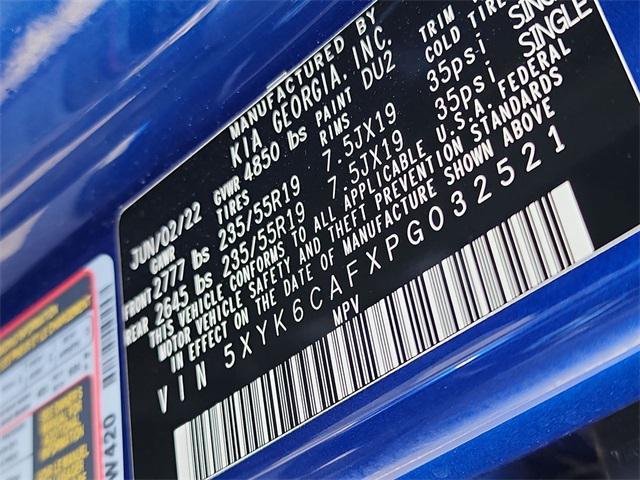 MANUFACTURED BY
KIA GEORGIA, INC.
JUN/02/22 GVWR 4850 lbs PAINT DU2 TRIM
GAWR TIRES RIMS COLD TIRE
FRONT 2777 lbs 235/55R19 7.5JX19 35psi SINGLE
REAR 2645 lbs 235/55R19 7.5JX19 35psi SINGLE
THIS VEHICLE CONFORMS TO ALL APPLICABLE U.S.A. FEDERAL
MOTOR VEHICLE SAFETY AND THEFT PREVENTION STANDARDS
IN EFFECT ON THE DATE OF MANUFACTURE SHOWN ABOVE
VIN 5XYK6CAFXPG032521
MPV
W420